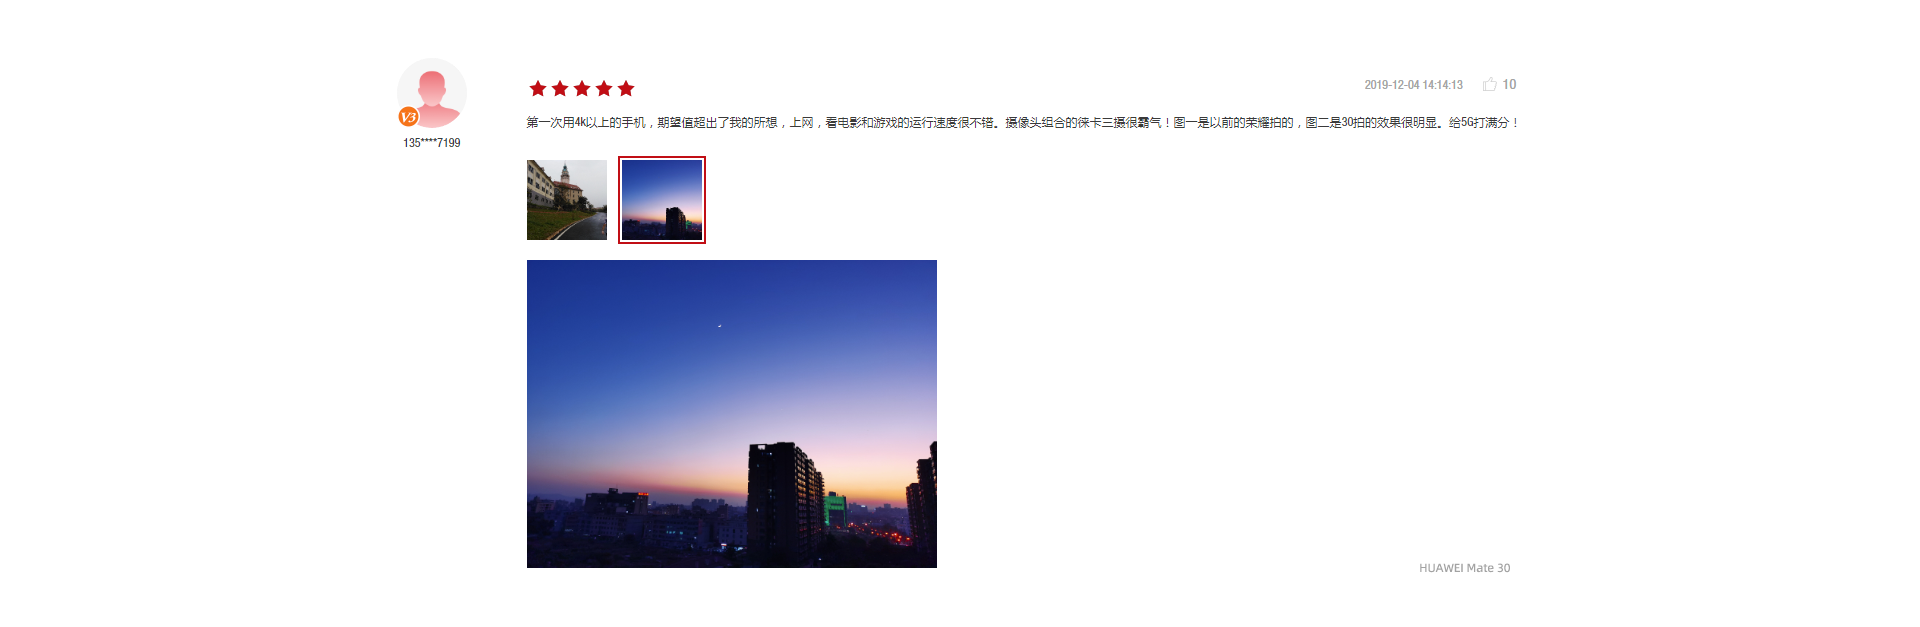 2019-12-04 14:14:13 10
第一次用4k以上的手机，期望值超出了我的所想，上网，看电影和游戏的运行速度很不错。摄像头组合的徕卡三摄很霸气！图一是以前的荣耀拍的，图二是30拍的效果很明显。给5G打满分！
V3
135****7199
HUAWEI Mate 30